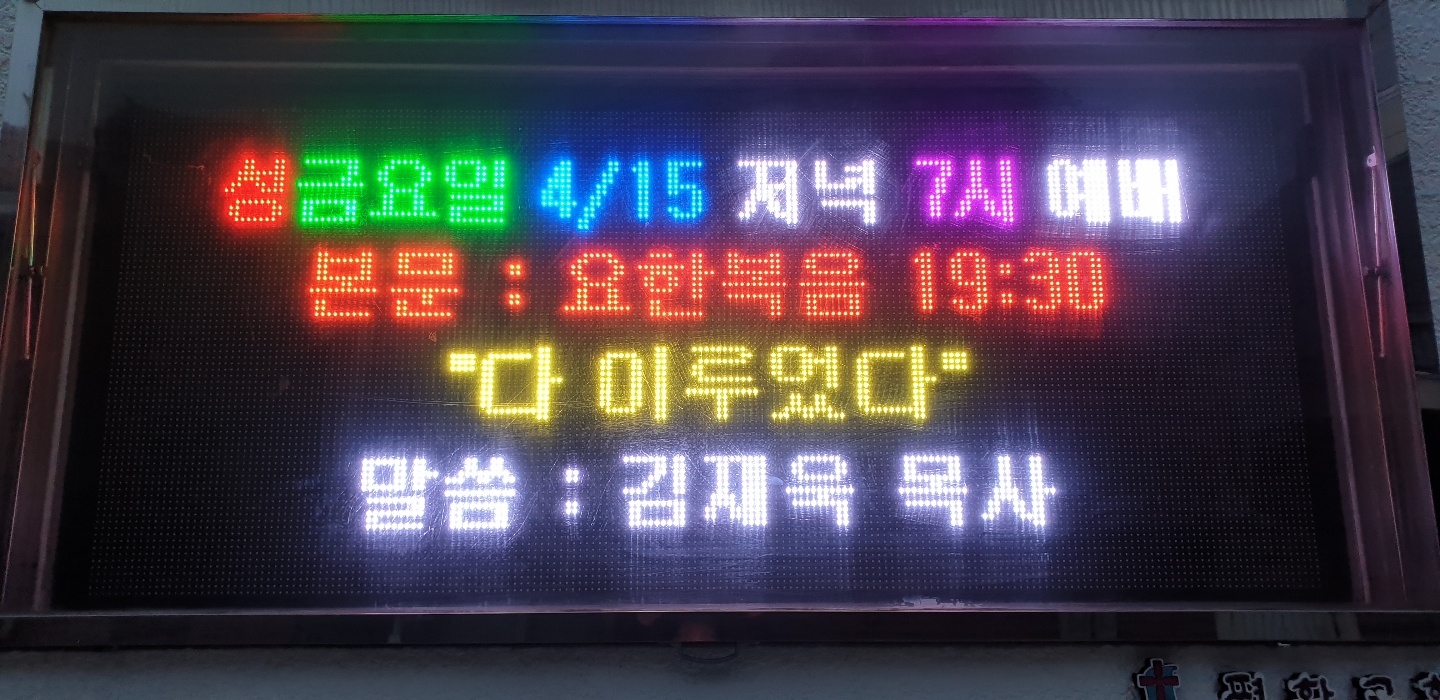 성금요일 4/15 저녁 7시 예배
본문 : 요한복음 19:30
"다 이루었다"
말씀 : 김재욱 목사